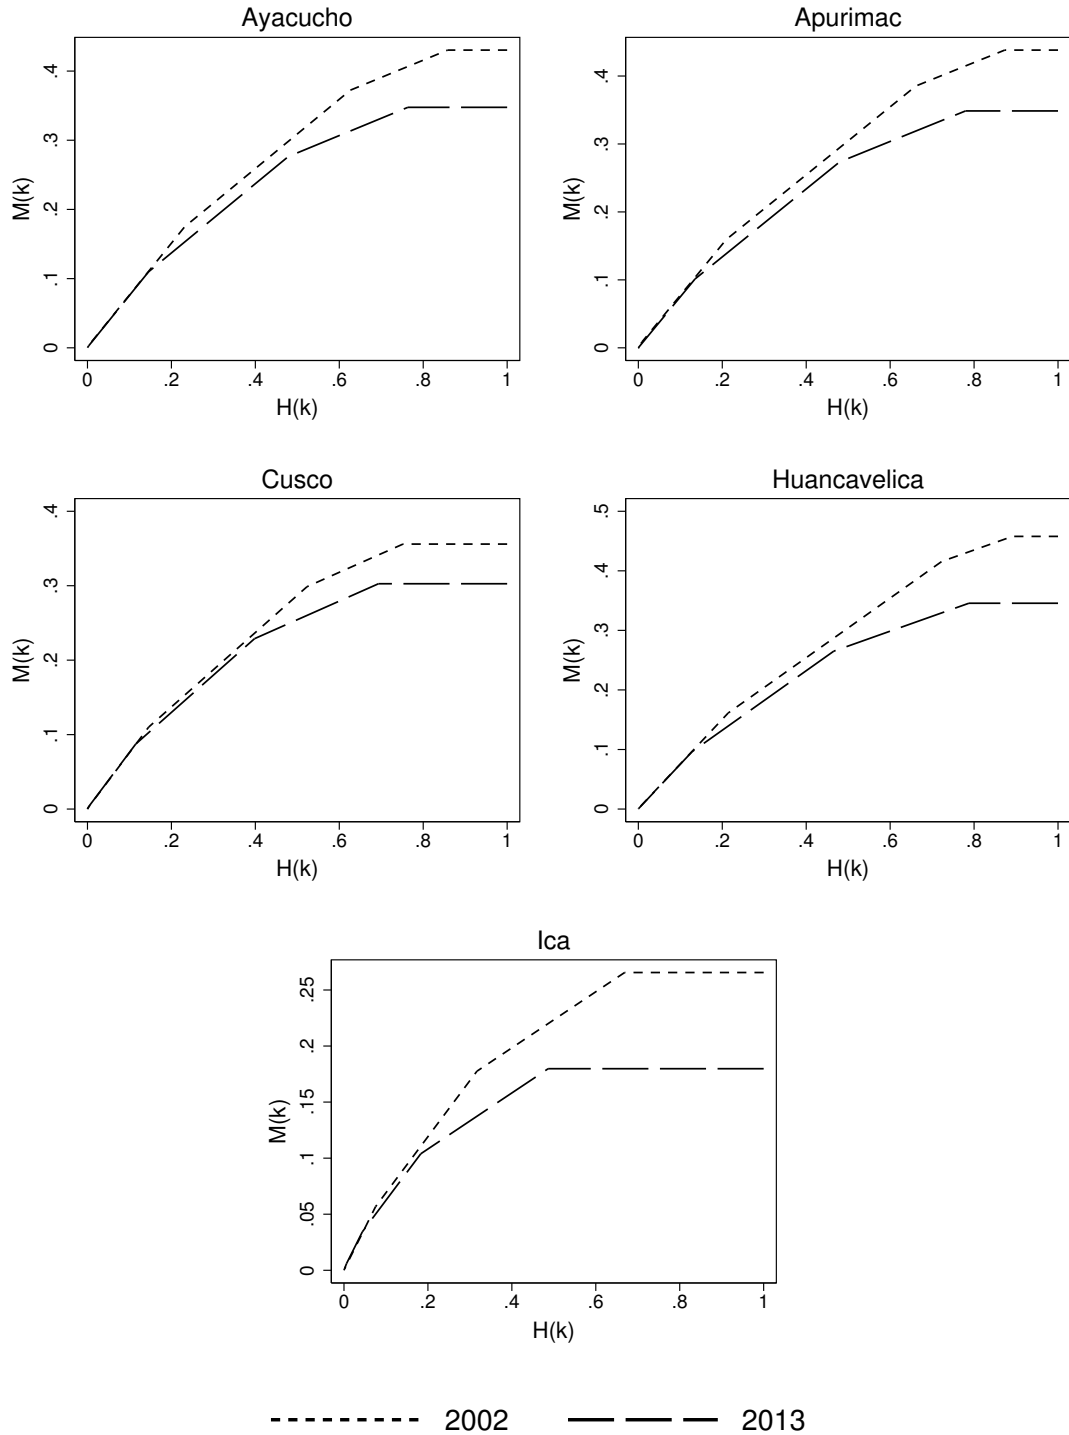 Ayacucho
M(k)
0 .1 .2 .3 .4
0 .2 .4 .6 .8 1
H(k)
Apurimac
M(k)
0 .1 .2 .3 .4
0 .2 .4 .6 .8 1
H(k)
Cusco
M(k)
0 .1 .2 .3 .4
0 .2 .4 .6 .8 1
H(k)
Huancavelica
M(k)
0 .1 .2 .3 .4 .5
0 .2 .4 .6 .8 1
H(k)
Ica
M(k)
0 .05 .1 .15 .2 .25
0 .2 .4 .6 .8 1
H(k)
2002 2013